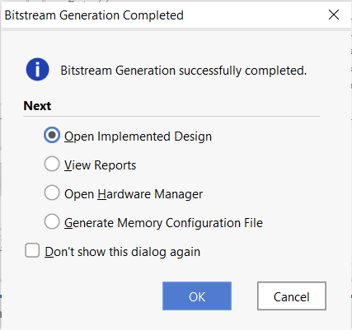 Bitstream Generation Completed
Bitstream Generation successfully completed.
Next
Open Implemented Design
View Reports
Open Hardware Manager
Generate Memory Configuration File
Don't show this dialog again
OK
Cancel